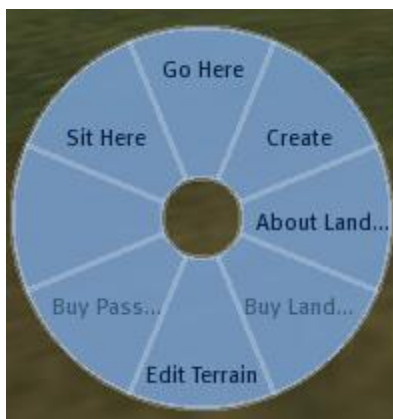 Go Here
Sit Here
Create
About Land...
Buy Pass...
Buy Land...
Edit Terrain